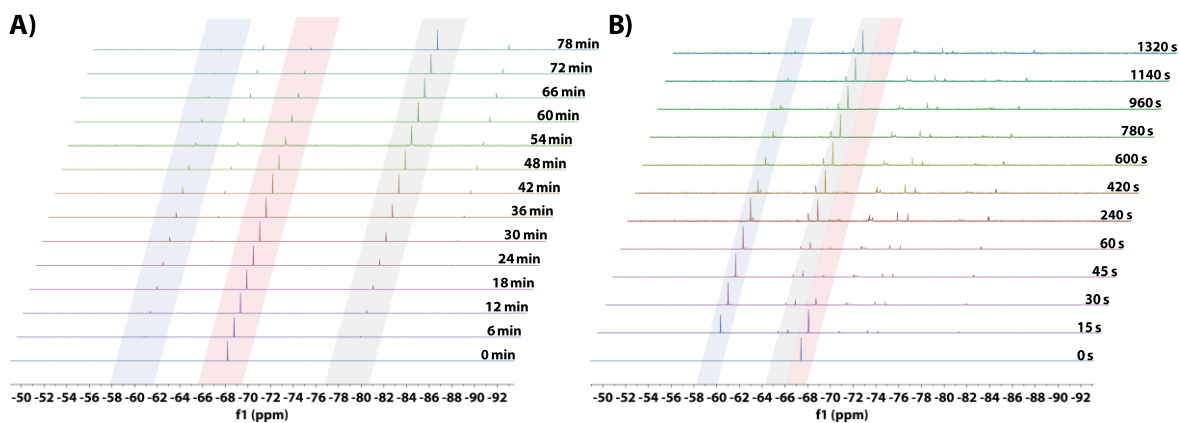 A)
78 min
72 min
66 min
60 min
54 min
48 min
42 min
36 min
30 min
24 min
18 min
12 min
6 min
0 min
-50 -52 -54 -56 -58 -60 -62 -64 -66 -68 -70 -72 -74 -76 -78 -80 -82 -84 -86 -88 -90 -92
f1 (ppm)
B)
1320 s
1140 s
960 s
780 s
600 s
420 s
240 s
60 s
45 s
30 s
15 s
0 s
-50 -52 -54 -56 -58 -60 -62 -64 -66 -68 -70 -72 -74 -76 -78 -80 -82 -84 -86 -88 -90 -92
f1 (ppm)